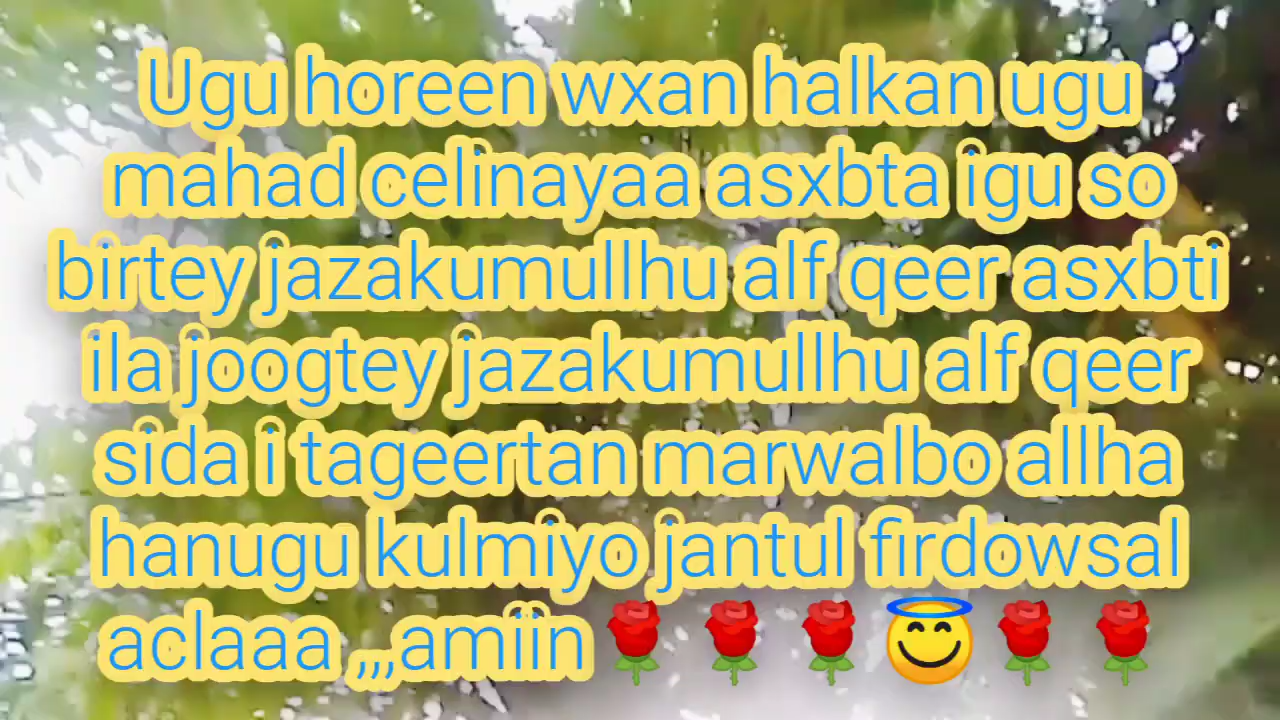 Ugu horeen wxan halkan ugu
mahad celinayaa asxbta igu so
birtey jazakumullhu alf qeer asxbti
ila joogtey jazakumullhu alf qeer
sida i tageertan marwalbo allha
hanugu kulmiyo jantul firdowsal
aclaaa ,,,amiin🌹🌹🌹😇🌹🌹